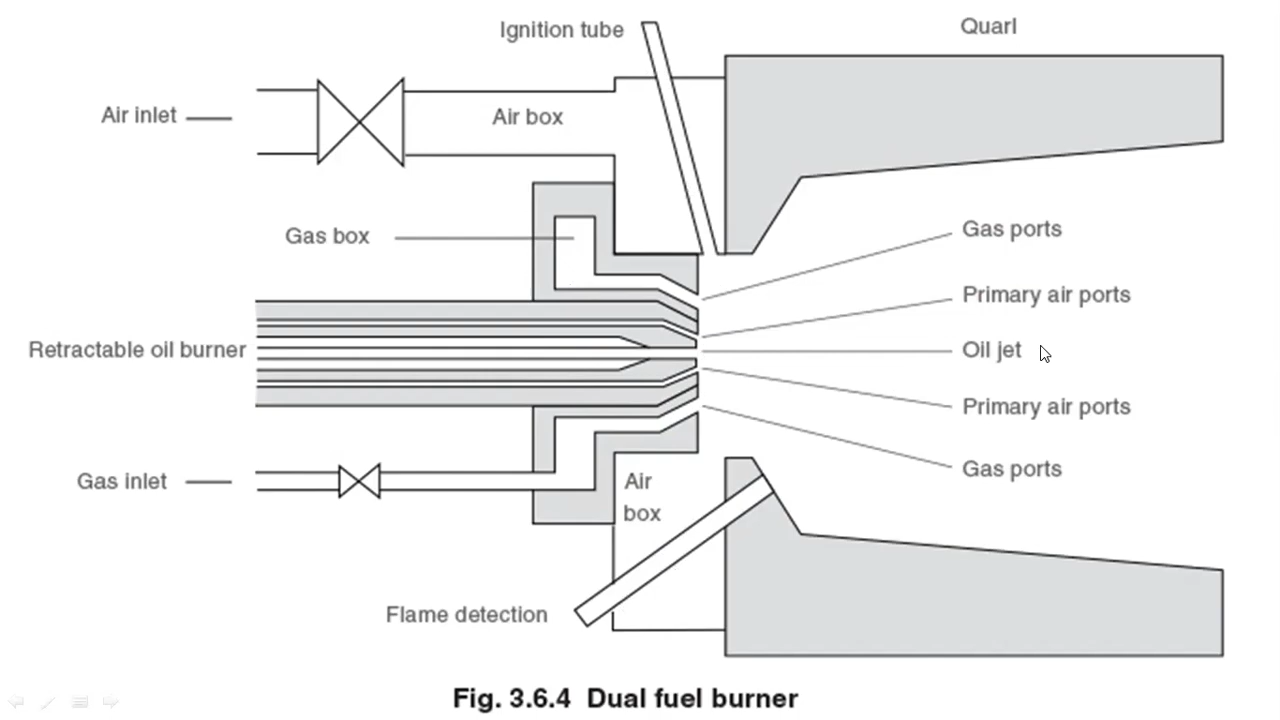 Ignition tube
Quarl
Air inlet
Air box
Gas box
Gas ports
Primary air ports
Retractable oil burner
Oil jet
Primary air ports
Gas ports
Gas inlet
Air
box
Flame detection
Fig. 3.6.4 Dual fuel burner